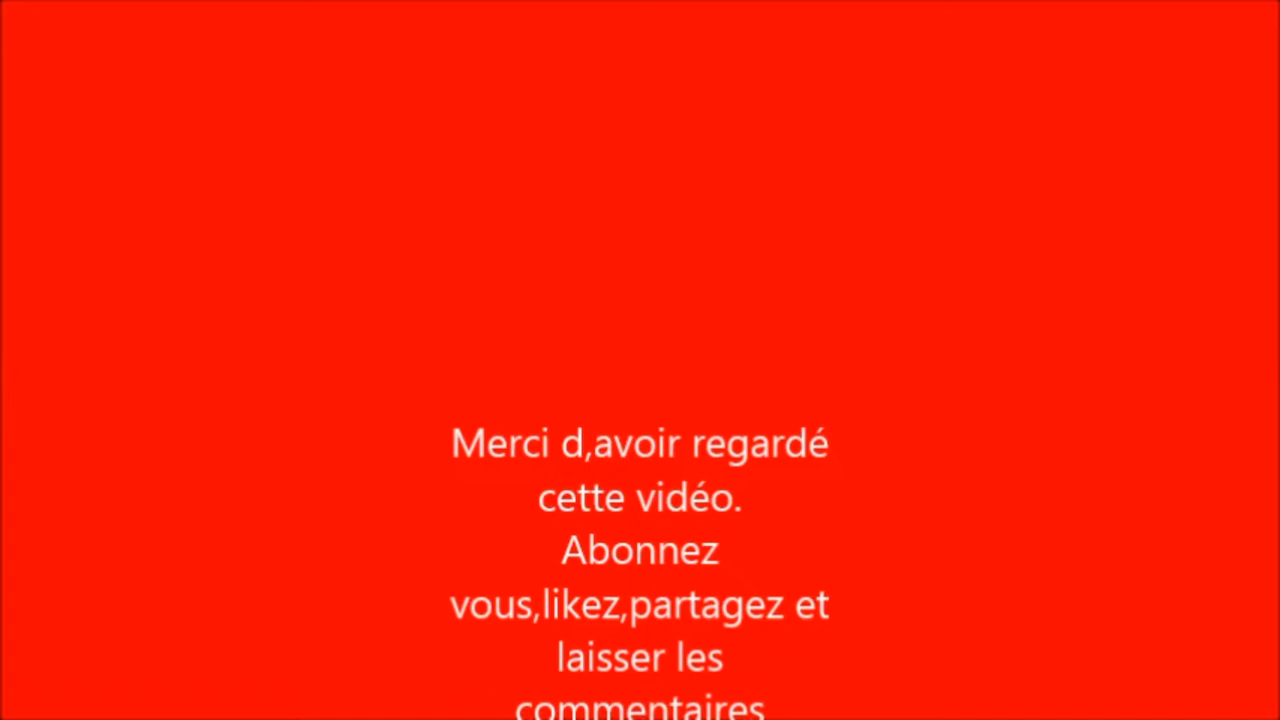 Merci d,avoir regardé
cette vidéo.
Abonnez
vous,likez,partagez et
laisser les
commentaires